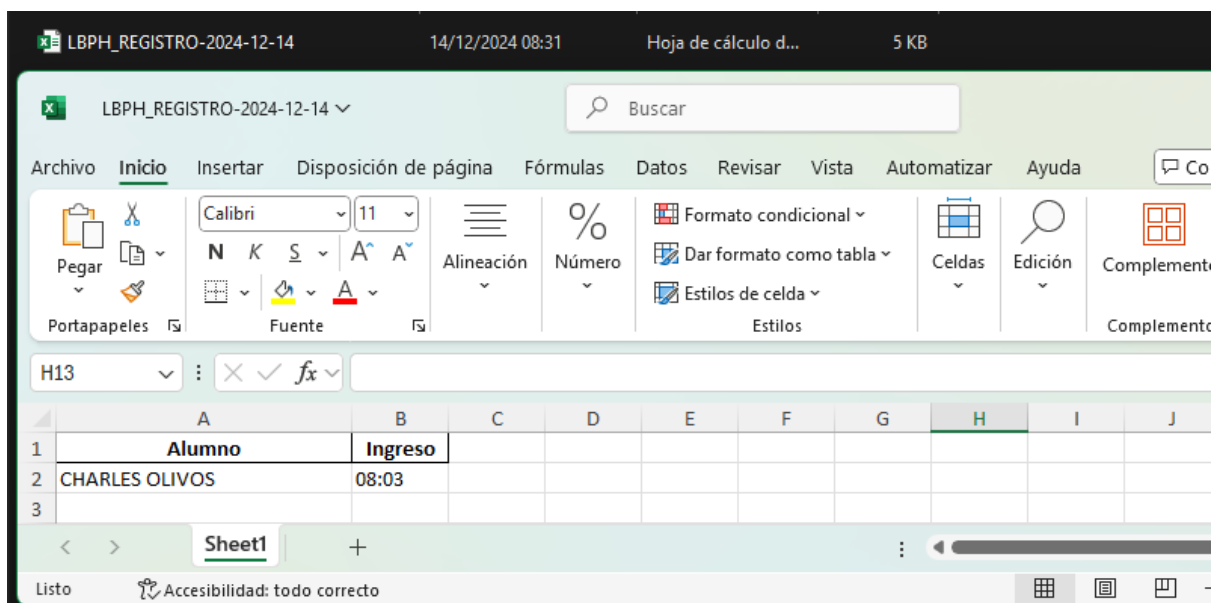 LBPH_REGISTRO-2024-12-14 14/12/2024 08:31 Hoja de cálculo d... 5 KB
LBPH_REGISTRO-2024-12-14 Buscar
Archivo Inicio Insertar Disposición de página Fórmulas Datos Revisar Vista Automatizar Ayuda Co
Pegar
Portapapeles
Calibri 11
N K S A A
A
Fuente
Alineación
% Número
Formato condicional
Dar formato como tabla
Estilos de celda
Estilos
Celdas
Edición
Complemento
Complemento
H13 fx
A B C D E F G H I J
1 Alumno Ingreso
2 CHARLES OLIVOS 08:03
3
Sheet1 +
Listo Accesibilidad: todo correcto